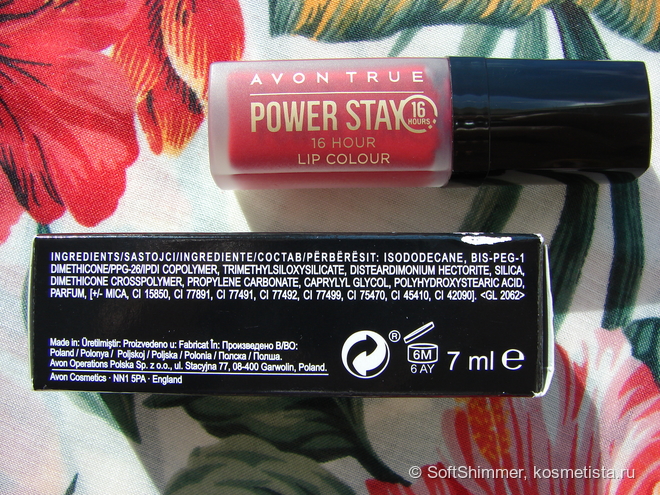 AVON TRUE
POWER STAY 16 HOURS
16 HOUR
LIP COLOUR
INGREDIENTS/SASTOJCI/INGREDIENTE/COCTAB/PËRBËRËSIT: ISODODECANE, BIS-PEG-1
DIMETHICONE/PPG-26/IPDI COPOLYMER, TRIMETHYLSILOXYSILICATE, DISTEARDIMONIUM HECTORITE, SILICA,
DIMETHICONE CROSSPOLYMER, PROPYLENE CARBONATE, CAPRYLYL GLYCOL, POLYHYDROXYSTEARIC ACID,
PARFUM, [+/- MICA, CI 15850, CI 77891, CI 77491, CI 77492, CI 77499, CI 75470, CI 45410, CI 42090]. <GL 2062>
Made in: Üretilmiştir: Proizvedeno u: Fabricat În: Произведено В/ВО:
Poland / Polonya / Poljskoj / Poljska / Polonia / Полска / Полша.
Avon Operations Polska Sp. z o.o., ul. Stacyjna 77, 08-400 Garwolin, Poland.
Avon Cosmetics · NN1 5PA · England
®
6M
6 AY
7 ml e
© SoftShimmer, kosmetista.ru